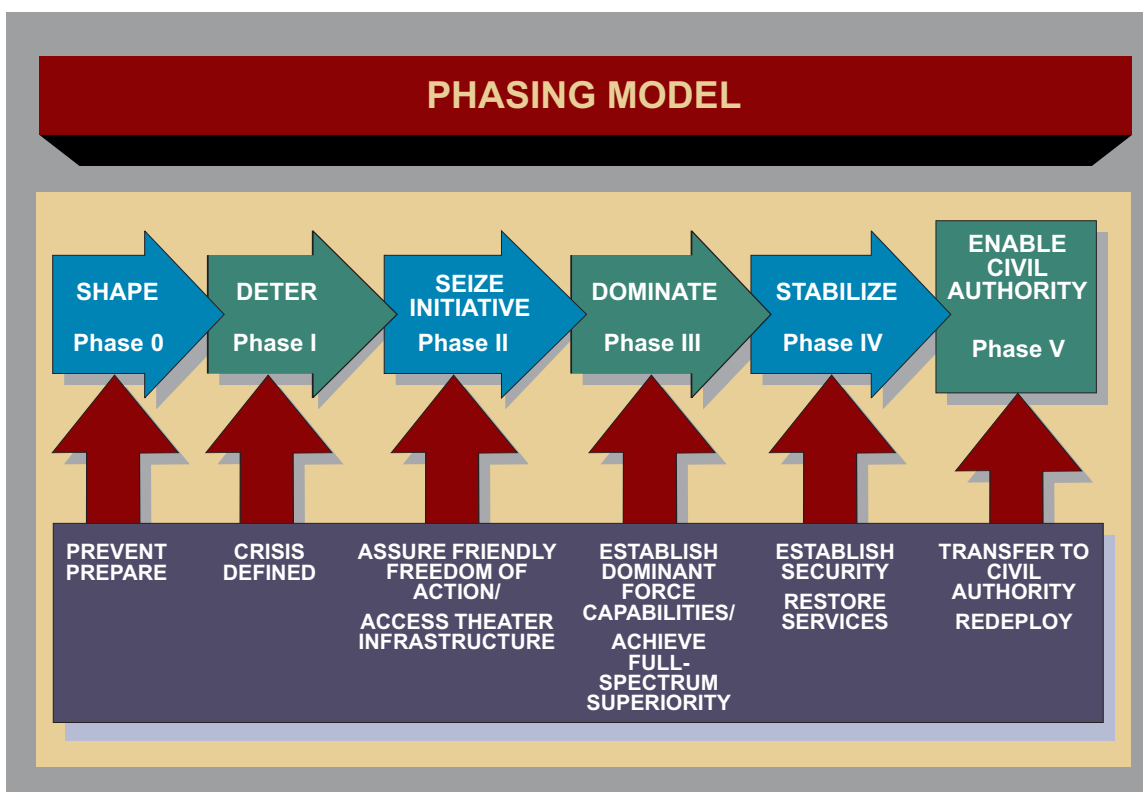 PHASING MODEL
SHAPE
Phase 0
DETER
Phase I
SEIZE
INITIATIVE
Phase II
DOMINATE
Phase III
STABILIZE
Phase IV
ENABLE
CIVIL
AUTHORITY
Phase V
PREVENT
PREPARE
CRISIS
DEFINED
ASSURE FRIENDLY
FREEDOM OF
ACTION/
ACCESS THEATER
INFRASTRUCTURE
ESTABLISH
DOMINANT
FORCE
CAPABILITIES/
ACHIEVE
FULL-
SPECTRUM
SUPERIORITY
ESTABLISH
SECURITY
RESTORE
SERVICES
TRANSFER TO
CIVIL
AUTHORITY
REDEPLOY